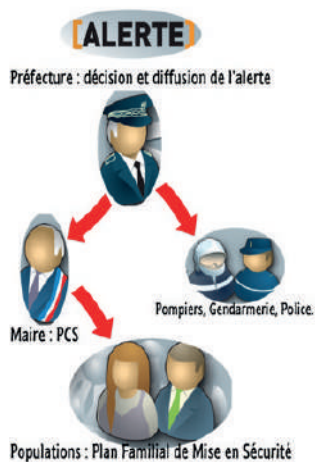 [ALERTE]
Préfecture : décision et diffusion de l'alerte
Pompiers, Gendarmerie, Police.
Maire : PCS
Populations : Plan Familial de Mise en Sécurité